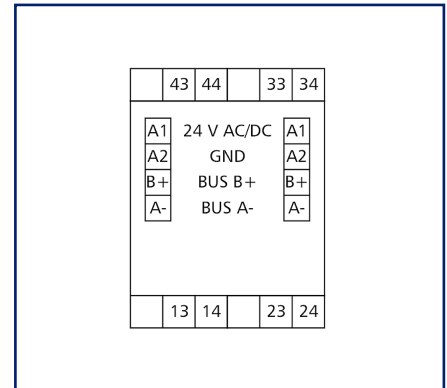 43 44 33 34
A1 24 V AC/DC A1
A2 GND A2
B+ BUS B+ B+
A- BUS A- A-
13 14 23 24